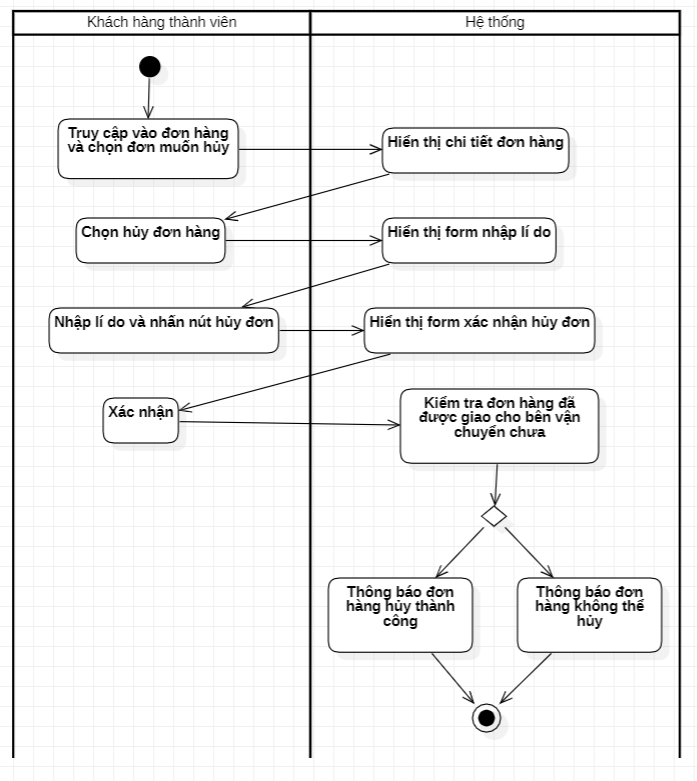 Khách hàng thành viên
Hệ thống
Truy cập vào đơn hàng
và chọn đơn muốn hủy
Hiển thị chi tiết đơn hàng
Chọn hủy đơn hàng
Hiển thị form nhập lí do
Nhập lí do và nhấn nút hủy đơn
Hiển thị form xác nhận hủy đơn
Xác nhận
Kiểm tra đơn hàng đã
được giao cho bên vận
chuyển chưa
Thông báo đơn
hàng hủy thành
công
Thông báo đơn
hàng không thể
hủy